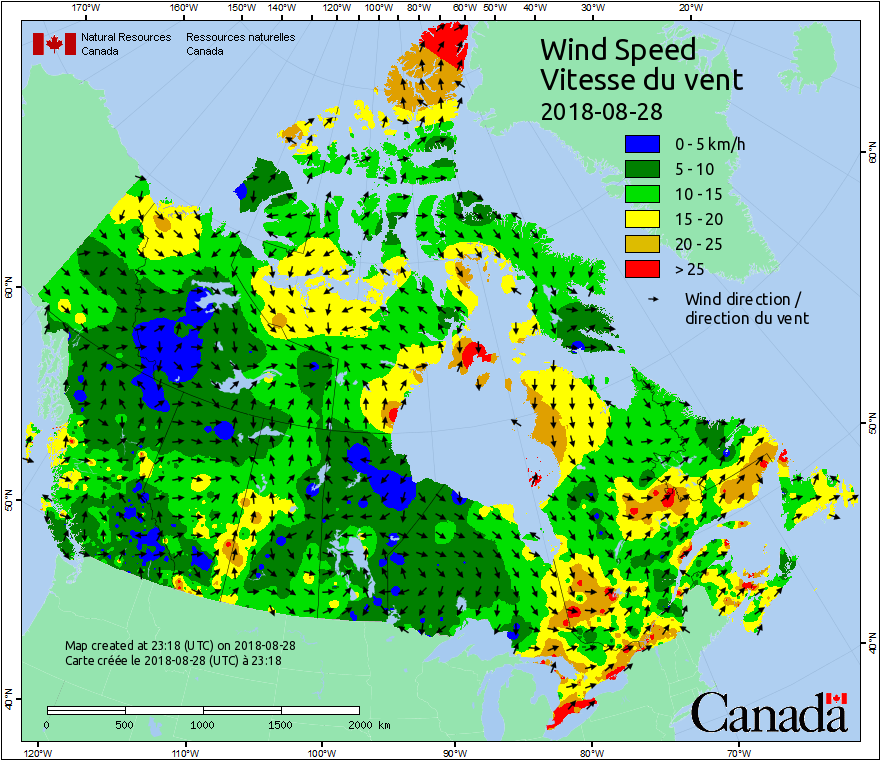 170°W 160°W 150°W 140°W 130°W 120°W 110°W 100°W 80°W 60°W 50°W 40°W 30°W 20°W
Natural Resources Ressources naturelles
Canada Canada
Wind Speed
Vitesse du vent
2018-08-28
0 - 5 km/h
5 - 10
10 - 15
15 - 20
20 - 25
> 25
Wind direction /
direction du vent
60°N
60°N
50°N
50°N
40°N
40°N
Map created at 23:18 (UTC) on 2018-08-28
Carte créée le 2018-08-28 (UTC) à 23:18
0 500 1000 1500 2000 km
Canada
120°W 110°W 100°W 90°W 80°W 70°W